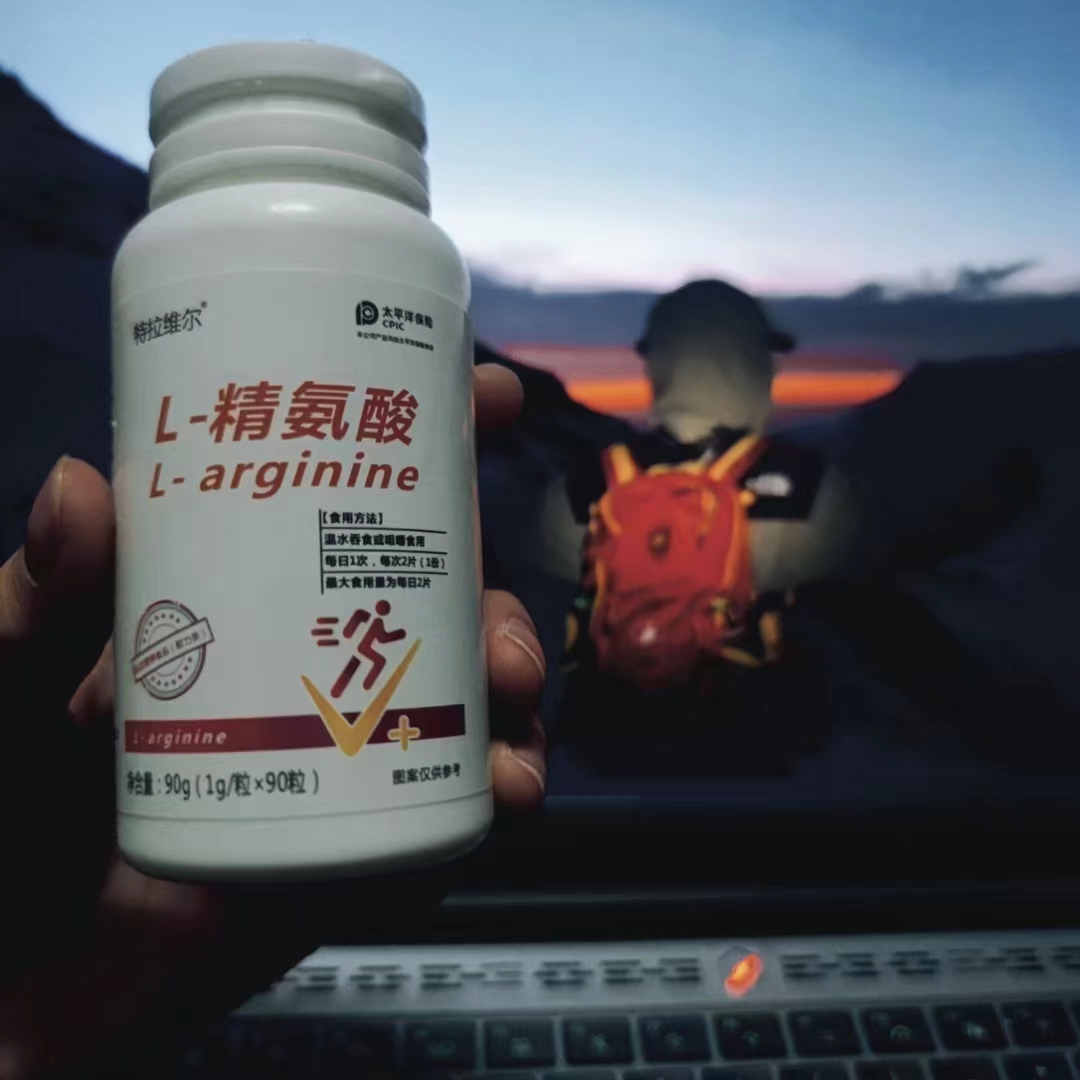 特拉维尔®
太平洋保险
CPIC
L-精氨酸
L- arginine
【食用方法】
温水吞食或咀嚼食用
每日1次，每次2片（1份）
最大食用量为每日2片
L-arginine
净含量：90g（1g/粒×90粒）
图案仅供参考